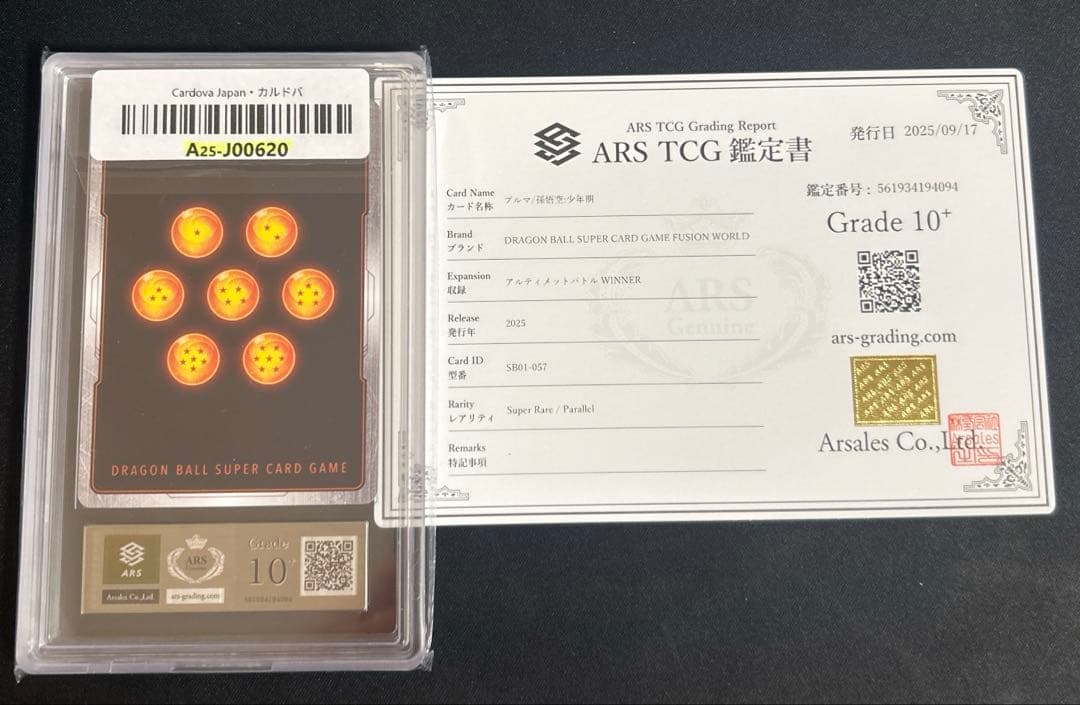 Cardova Japan・カルドバ
A25-J00620
DRAGON BALL SUPER CARD GAME
ARS
ARS
Genuine
Grade
10+
Arsales Co.,Ltd.
ars-grading.com
561934194094
ARS TCG Grading Report
ARS TCG 鑑定書
発行日 2025/09/17
鑑定番号 : 561934194094
Grade 10+
ars-grading.com
Arsales Co.,Ltd.
Card Name
カード名称
ブルマ/孫悟空:少年期
Brand
ブランド
DRAGON BALL SUPER CARD GAME FUSION WORLD
Expansion
収録
アルティメットバトル WINNER
Release
発行年
2025
Card ID
型番
SB01-057
Rarity
レアリティ
Super Rare / Parallel
Remarks
特記事項
-
ARS
Genuine